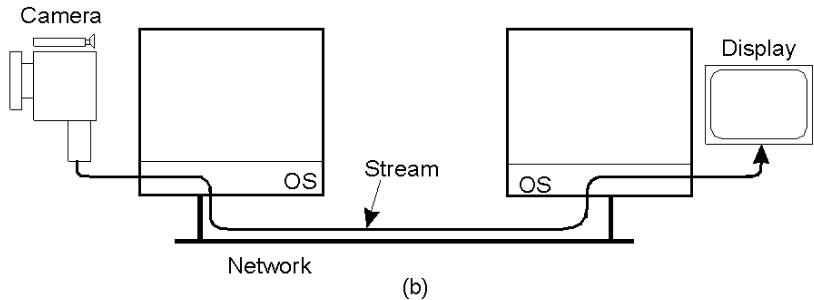 Camera
Display
OS
Stream
OS
Network
(b)